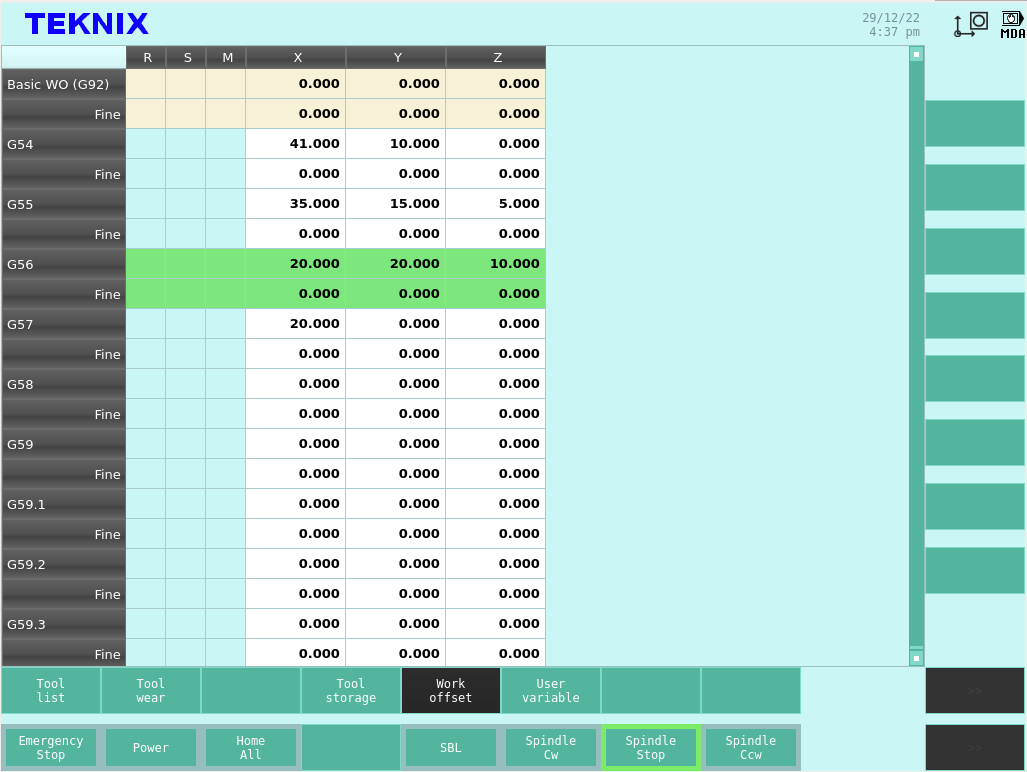 TEKNIX
29/12/22
4:37 pm
MDA
R S M X Y Z
Basic WO (G92) 0.000 0.000 0.000
Fine 0.000 0.000 0.000
G54 41.000 10.000 0.000
Fine 0.000 0.000 0.000
G55 35.000 15.000 5.000
Fine 0.000 0.000 0.000
G56 20.000 20.000 10.000
Fine 0.000 0.000 0.000
G57 20.000 0.000 0.000
Fine 0.000 0.000 0.000
G58 0.000 0.000 0.000
Fine 0.000 0.000 0.000
G59 0.000 0.000 0.000
Fine 0.000 0.000 0.000
G59.1 0.000 0.000 0.000
Fine 0.000 0.000 0.000
G59.2 0.000 0.000 0.000
Fine 0.000 0.000 0.000
G59.3 0.000 0.000 0.000
Fine 0.000 0.000 0.000
Tool
list
Tool
wear
Tool
storage
Work
offset
User
variable
>>
Emergency
Stop
Power
Home
All
SBL
Spindle
Cw
Spindle
Stop
Spindle
Ccw
>>